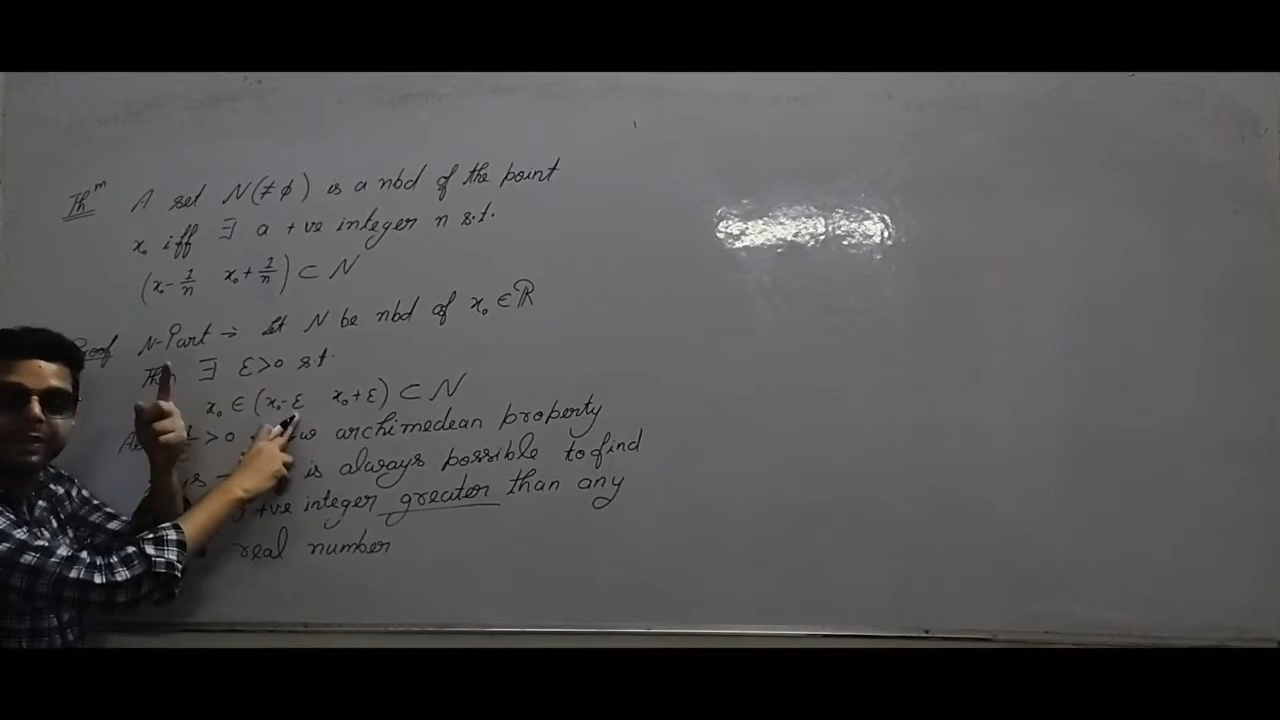 Th^m A set N(≠ϕ) is a nbd of the point
x₀ iff ∃ a +ve integer n s.t.
(x₀-1/n x₀+1/n) ⊂ N
Proof N-Part → Let N be nbd of x₀ ∈ ℝ
∃ ε>0 s.t.
x₀ ∈ (x₀-ε x₀+ε) ⊂ N
>0 archimedean property
is always possible to find
+ve integer greater than any
real number